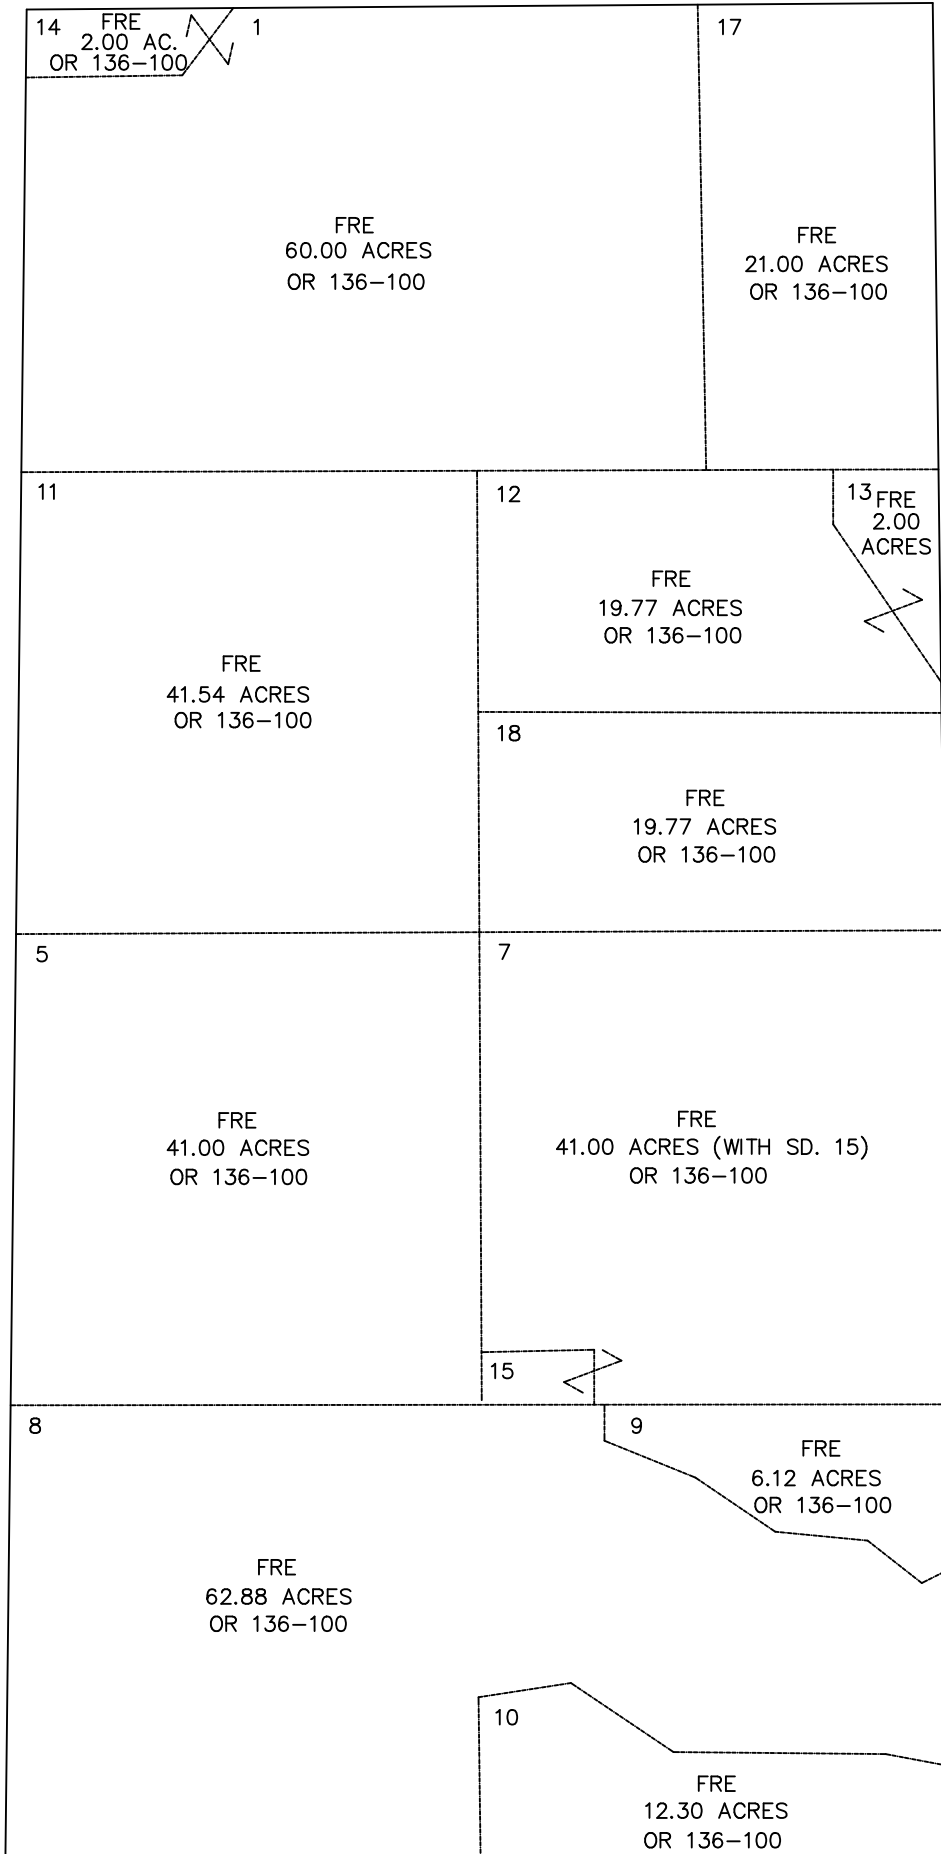 14
FRE
2.00 AC.
OR 136-100
1
FRE
60.00 ACRES
OR 136-100
17
FRE
21.00 ACRES
OR 136-100
11
FRE
41.54 ACRES
OR 136-100
12
FRE
19.77 ACRES
OR 136-100
13
FRE
2.00
ACRES
18
FRE
19.77 ACRES
OR 136-100
5
FRE
41.00 ACRES
OR 136-100
7
FRE
41.00 ACRES (WITH SD. 15)
OR 136-100
15
8
FRE
62.88 ACRES
OR 136-100
9
FRE
6.12 ACRES
OR 136-100
10
FRE
12.30 ACRES
OR 136-100